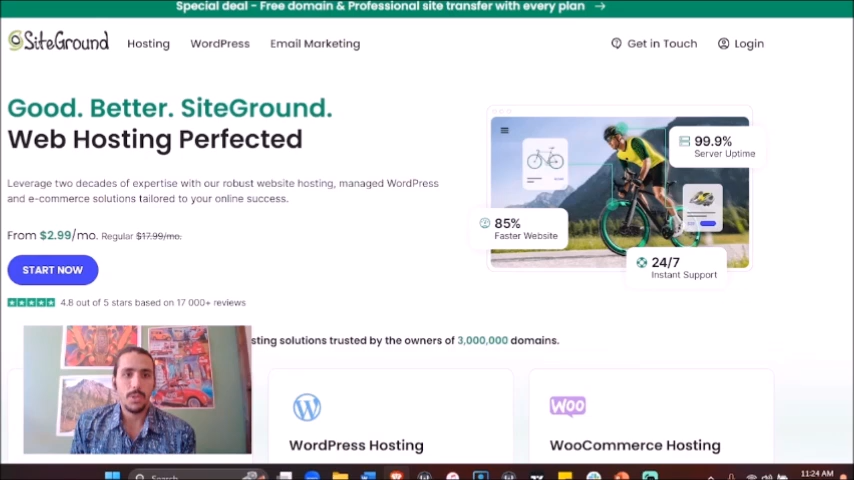 Special deal - Free domain & Professional site transfer with every plan →
SiteGround Hosting WordPress Email Marketing Get in Touch Login
Good. Better. SiteGround.
Web Hosting Perfected
99.9%
Server Uptime
Leverage two decades of expertise with our robust website hosting, managed WordPress
and e-commerce solutions tailored to your online success.
85%
Faster Website
From $2.99/mo. Regular $17.99/mo.
24/7
Instant Support
START NOW
4.8 out of 5 stars based on 17 000+ reviews
sting solutions trusted by the owners of 3,000,000 domains.
WOO
WordPress Hosting
WooCommerce Hosting
Search
11:24 AM